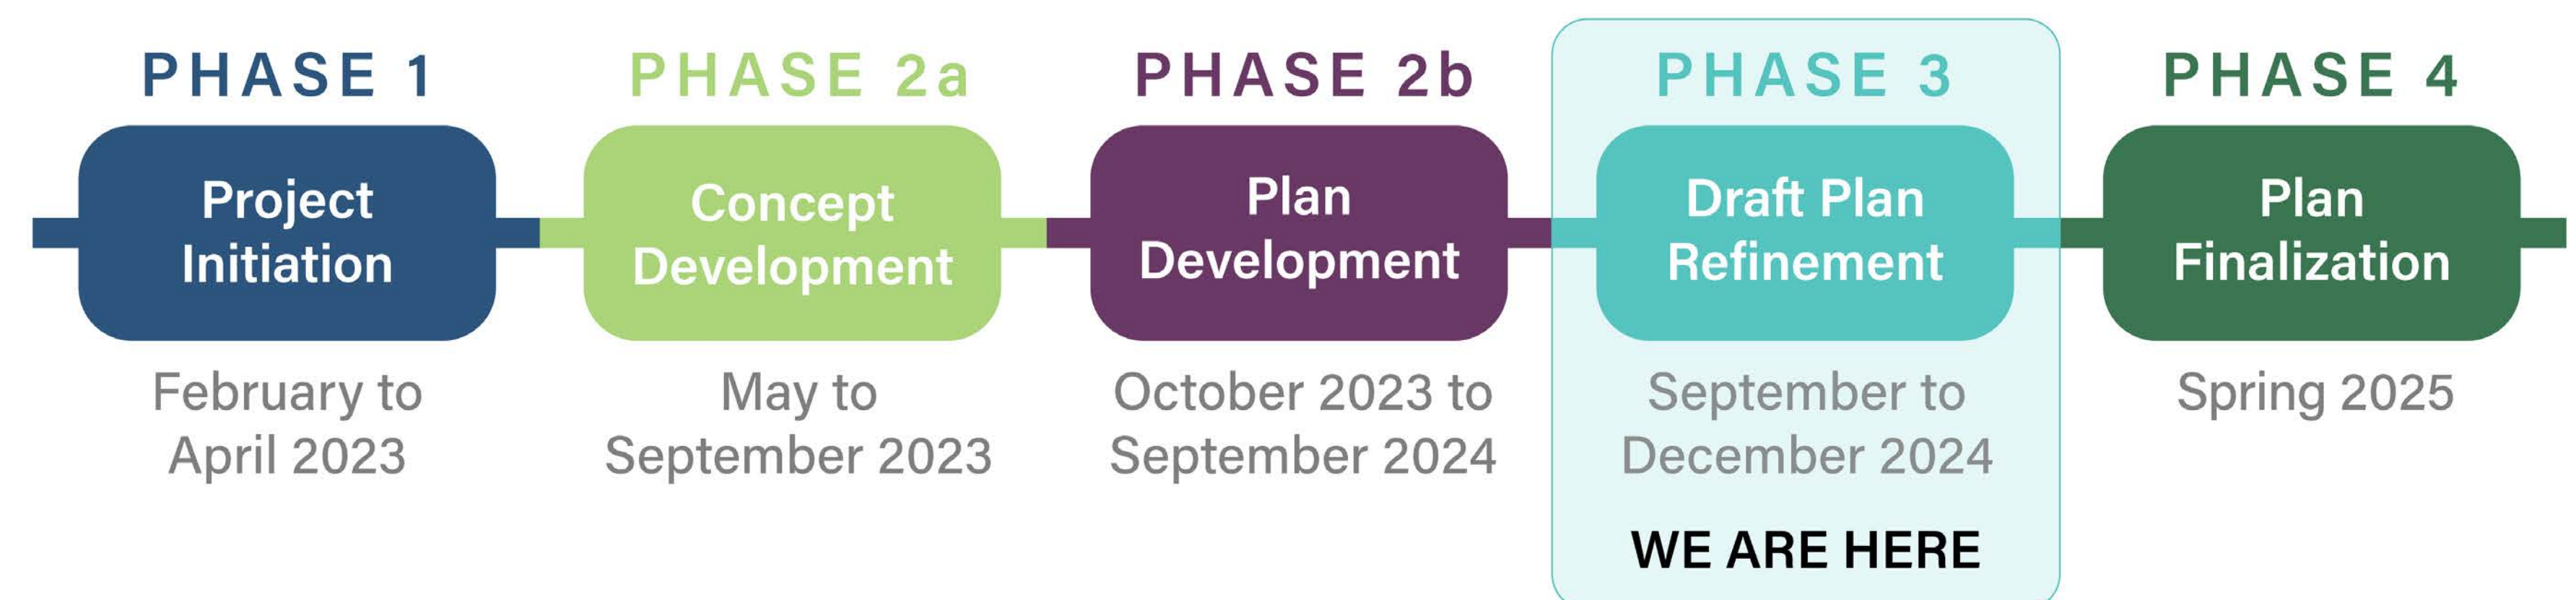 PHASE 1
Project
Initiation
February to
April 2023
PHASE 2a
Concept
Development
May to
September 2023
PHASE 2b
Plan
Development
October 2023 to
September 2024
PHASE 3
Draft Plan
Refinement
September to
December 2024
WE ARE HERE
PHASE 4
Plan
Finalization
Spring 2025